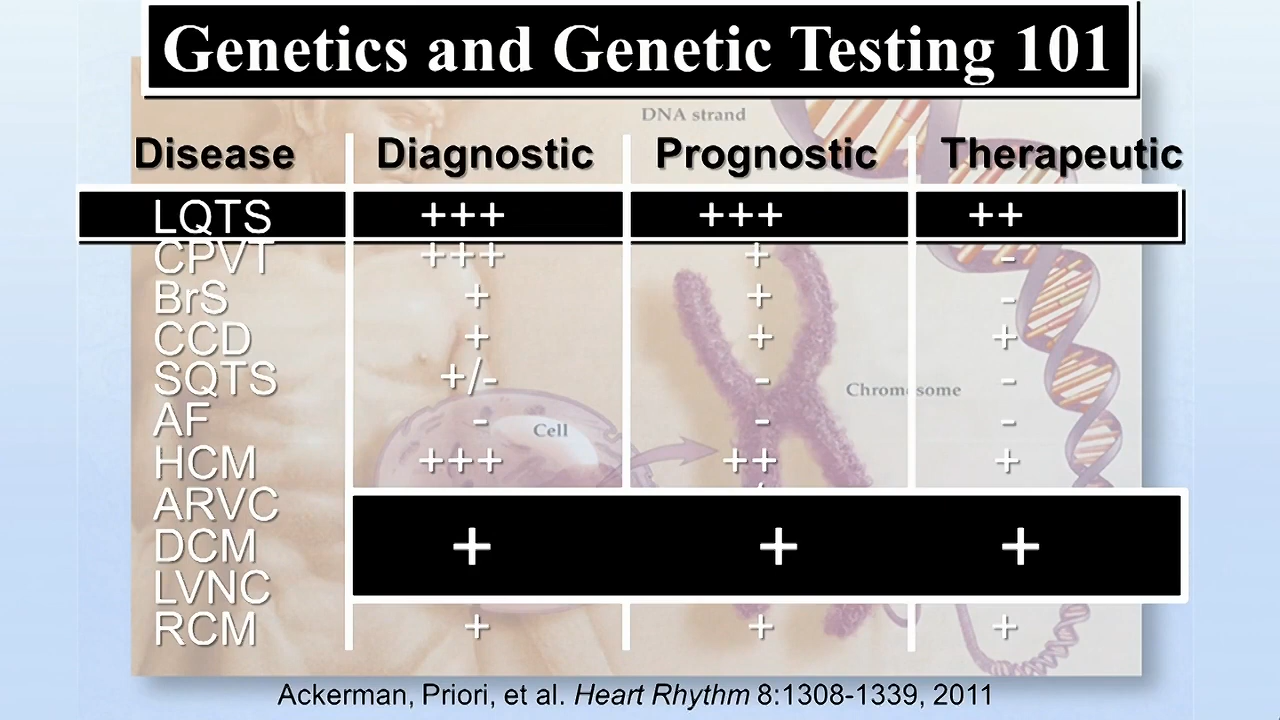 Genetics and Genetic Testing 101
DNA strand
Disease Diagnostic Prognostic Therapeutic
LQTS +++ +++ ++
CPVT +++ + -
BrS + + -
CCD + + +
SQTS +/- - -
Chromosome
AF - - -
Cell
HCM +++ ++ +
ARVC
DCM + + +
LVNC
RCM + + +
Ackerman, Priori, et al. Heart Rhythm 8:1308-1339, 2011